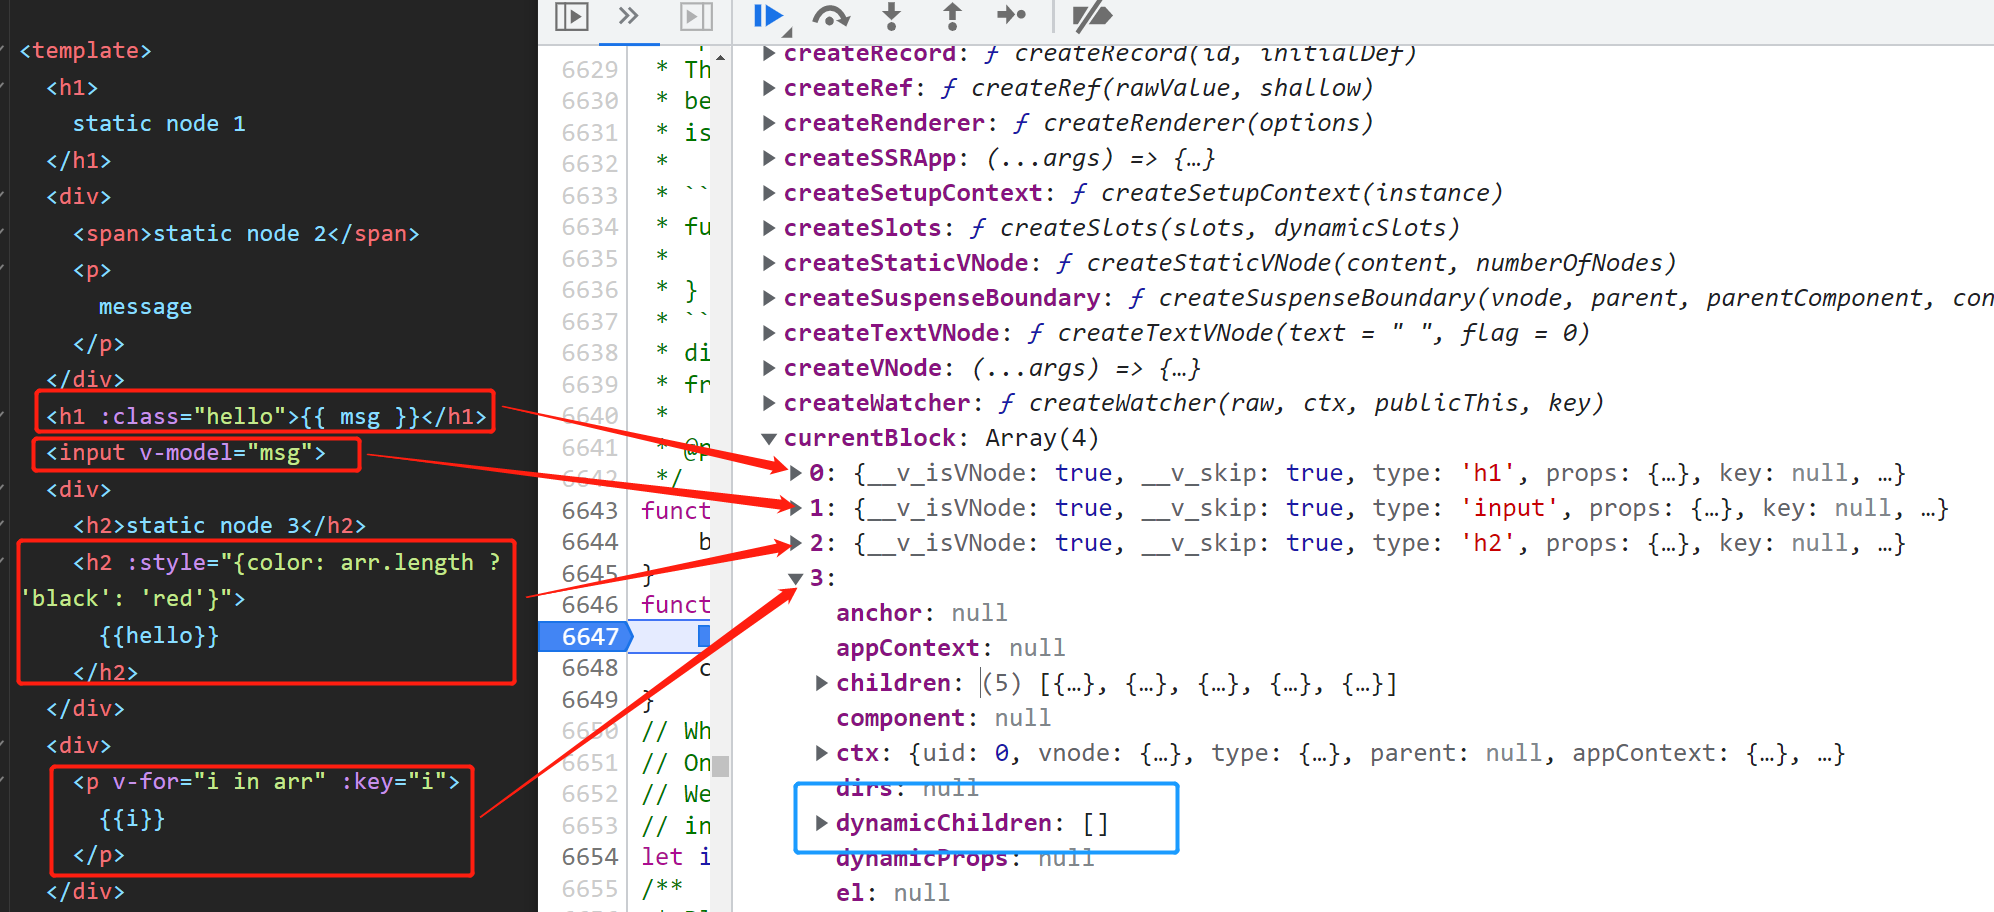 <template>
<h1>
static node 1
</h1>
<div>
<span>static node 2</span>
<p>
message
</p>
</div>
<h1 :class="hello">{{ msg }}</h1>
<input v-model="msg">
<div>
<h2>static node 3</h2>
<h2 :style="{color: arr.length ?
'black': 'red'}">
{{hello}}
</h2>
</div>
<div>
<p v-for="i in arr" :key="i">
{{i}}
</p>
</div>
6629 * Th
6630 * be
6631 * is
6632 *
6633 * ``
6634 * fu
6635 *
6636 * }
6637 * ``
6638 * di
6639 * fr
6640 *
6641 * @p
6642 */
6643 funct
6644 b
6645 }
6646 funct
6647
6648 c
6649 }
6650 // Wh
6651 // On
6652 // We
6653 // in
6654 let i
6655 /**
createRecord: ƒ createRecord(id, initialDef)
createRef: ƒ createRef(rawValue, shallow)
createRenderer: ƒ createRenderer(options)
createSSRApp: (...args) => {…}
createSetupContext: ƒ createSetupContext(instance)
createSlots: ƒ createSlots(slots, dynamicSlots)
createStaticVNode: ƒ createStaticVNode(content, numberOfNodes)
createSuspenseBoundary: ƒ createSuspenseBoundary(vnode, parent, parentComponent, con
createTextVNode: ƒ createTextVNode(text = " ", flag = 0)
createVNode: (...args) => {…}
createWatcher: ƒ createWatcher(raw, ctx, publicThis, key)
currentBlock: Array(4)
0: {__v_isVNode: true, __v_skip: true, type: 'h1', props: {…}, key: null, …}
1: {__v_isVNode: true, __v_skip: true, type: 'input', props: {…}, key: null, …}
2: {__v_isVNode: true, __v_skip: true, type: 'h2', props: {…}, key: null, …}
3:
anchor: null
appContext: null
children: (5) [{…}, {…}, {…}, {…}, {…}]
component: null
ctx: {uid: 0, vnode: {…}, type: {…}, parent: null, appContext: {…}, …}
dirs: null
dynamicChildren: []
dynamicProps: null
el: null